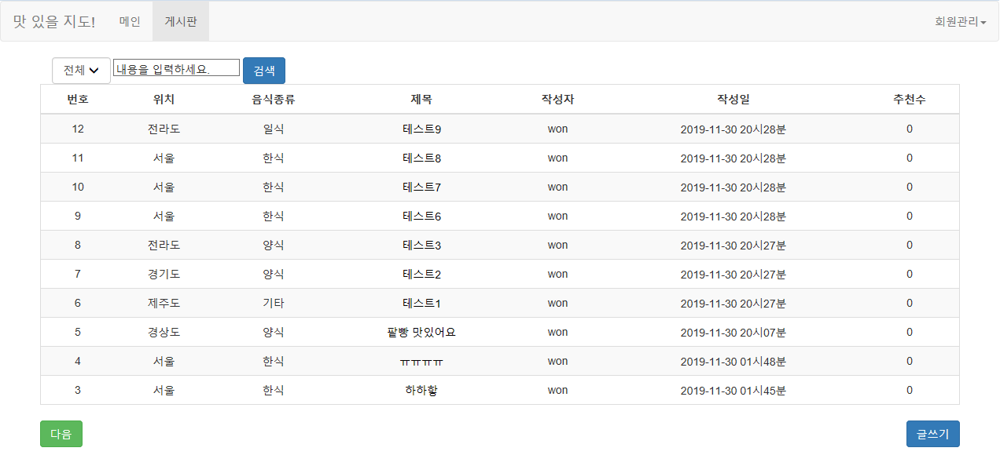 맛 있을 지도! 메인 게시판 회원관리
전체 내용을 입력하세요. 검색
번호 위치 음식종류 제목 작성자 작성일 추천수
12 전라도 일식 테스트9 won 2019-11-30 20시28분 0
11 서울 한식 테스트8 won 2019-11-30 20시28분 0
10 서울 한식 테스트7 won 2019-11-30 20시28분 0
9 서울 한식 테스트6 won 2019-11-30 20시28분 0
8 전라도 양식 테스트3 won 2019-11-30 20시27분 0
7 경기도 양식 테스트2 won 2019-11-30 20시27분 0
6 제주도 기타 테스트1 won 2019-11-30 20시27분 0
5 경상도 양식 팥빵 맛있어요 won 2019-11-30 20시07분 0
4 서울 한식 ㅠㅠㅠㅠ won 2019-11-30 01시48분 0
3 서울 한식 하하핳 won 2019-11-30 01시45분 0
다음 글쓰기